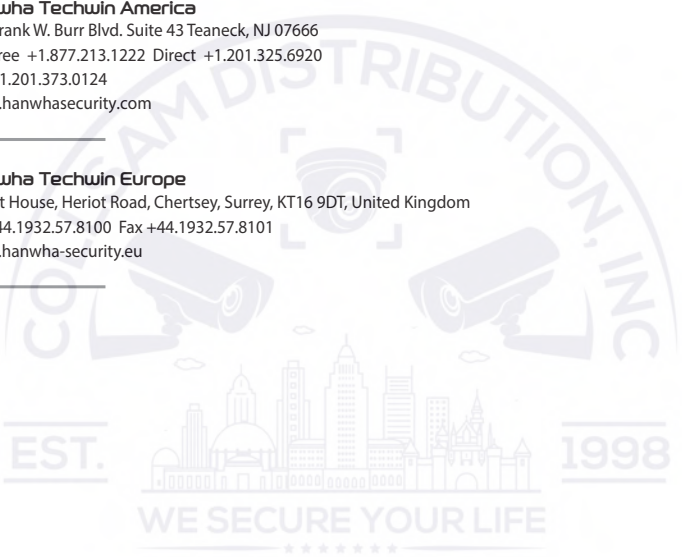 wha Techwin America
rank W. Burr Blvd. Suite 43 Teaneck, NJ 07666
ree +1.877.213.1222 Direct +1.201.325.6920
1.201.373.0124
.hanwhasecurity.com
wha Techwin Europe
t House, Heriot Road, Chertsey, Surrey, KT16 9DT, United Kingdom
44.1932.57.8100 Fax +44.1932.57.8101
.hanwha-security.eu
COLUSAM DISTRIBUTION, INC
EST. 1998
WE SECURE YOUR LIFE